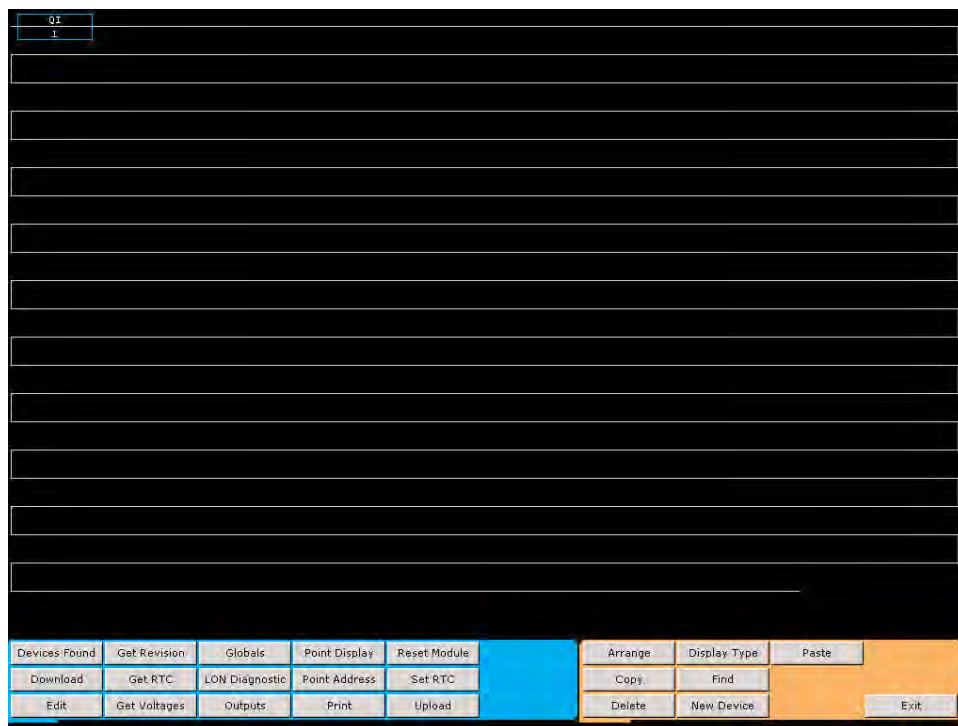 QI
I
Devices Found Get Revision Globals Point Display Reset Module Arrange Display Type Paste
Download Get RTC LON Diagnostic Point Address Set RTC Copy Find
Edit Get Voltages Outputs Print Upload Delete New Device Exit